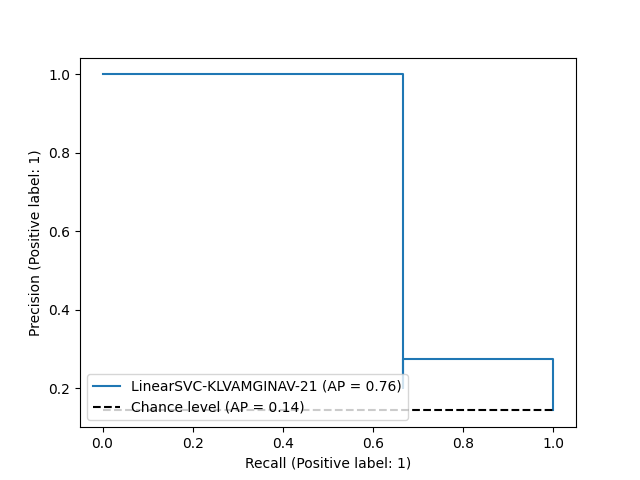 1.0
0.8
0.6
0.4
0.2
Precision (Positive label: 1)
LinearSVC-KLVAMGINAV-21 (AP = 0.76)
Chance level (AP = 0.14)
0.0 0.2 0.4 0.6 0.8 1.0
Recall (Positive label: 1)